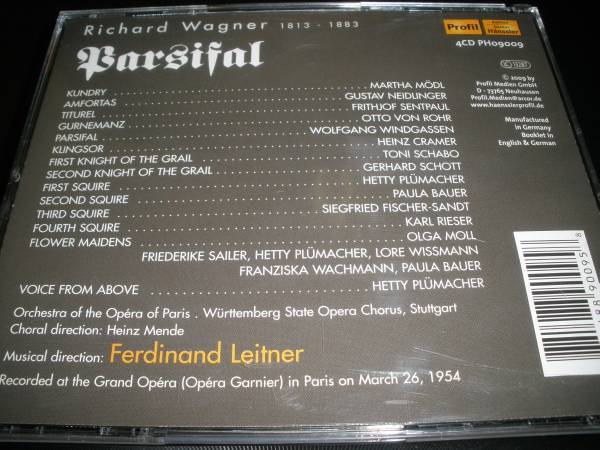 Richard Wagner 1813 - 1883
Parsifal
KUNDRY MARTHA MÖDL
AMFORTAS GUSTAV NEIDLINGER
TITUREL FRITHJOF SENTPAUL
GURNEMANZ OTTO VON ROHR
PARSIFAL WOLFGANG WINDGASSEN
KLINGSOR HEINZ CRAMER
FIRST KNIGHT OF THE GRAIL TONI SCHABO
SECOND KNIGHT OF THE GRAIL GERHARD SCHOTT
FIRST SQUIRE HETTY PLÜMACHER
SECOND SQUIRE PAULA BAUER
THIRD SQUIRE SIEGFRIED FISCHER-SANDT
FOURTH SQUIRE KARL RIESER
FLOWER MAIDENS OLGA MOLL
FRIEDERIKE SAILER, HETTY PLÜMACHER, LORE WISSMANN
FRANZISKA WACHMANN, PAULA BAUER
VOICE FROM ABOVE HETTY PLÜMACHER
Orchestra of the Opéra of Paris . Württemberg State Opera Chorus, Stuttgart
Choral direction: Heinz Mende
Musical direction: Ferdinand Leitner
Recorded at the Grand Opéra (Opéra Garnier) in Paris on March 26, 1954
Profil
Hänssler
4CD PH09009
LC 13287
© 2009 by
Profil Medien GmbH
D - 73765 Neuhausen
Profil.Medien@arcor.de
www.haensslerprofil.de
Manufactured
in Germany
Booklet in
English & German